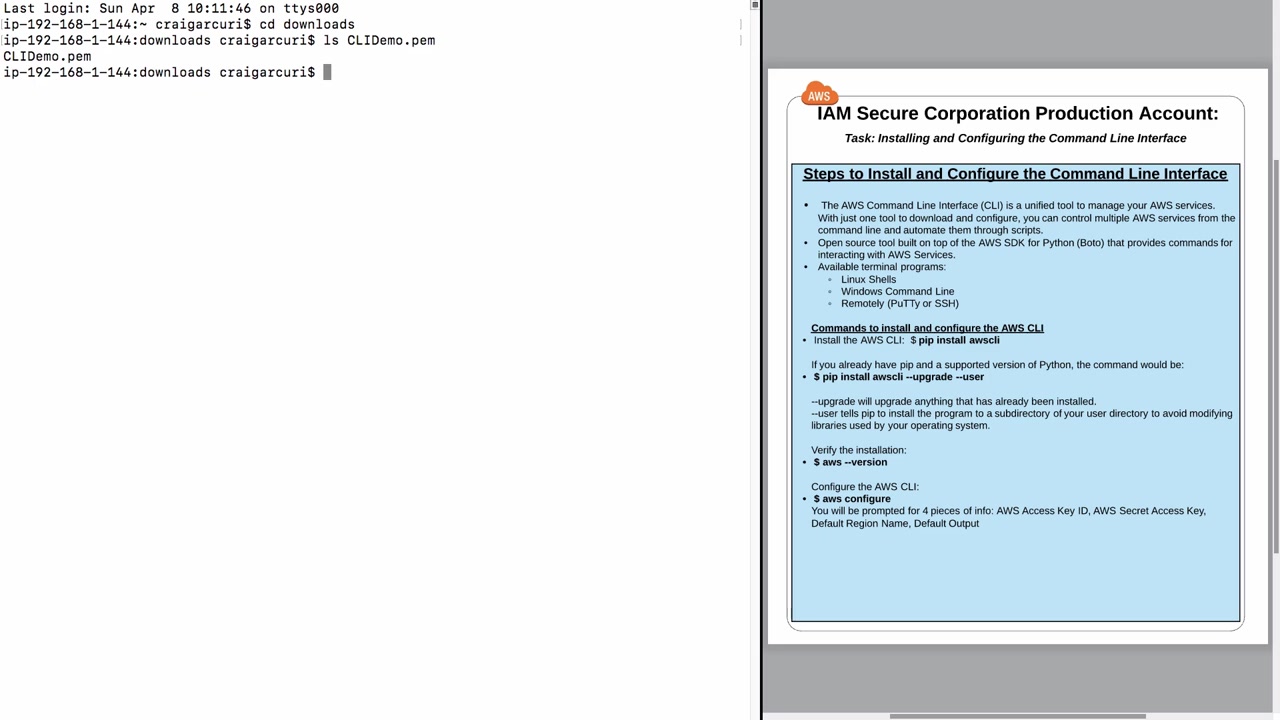 Last login: Sun Apr  8 10:11:46 on ttys000
ip-192-168-1-144:~ craigarcuri$ cd downloads
ip-192-168-1-144:downloads craigarcuri$ ls CLIDemo.pem
CLIDemo.pem
ip-192-168-1-144:downloads craigarcuri$
AWS
IAM Secure Corporation Production Account:
Task: Installing and Configuring the Command Line Interface
Steps to Install and Configure the Command Line Interface
• The AWS Command Line Interface (CLI) is a unified tool to manage your AWS services.
With just one tool to download and configure, you can control multiple AWS services from the
command line and automate them through scripts.
• Open source tool built on top of the AWS SDK for Python (Boto) that provides commands for
interacting with AWS Services.
• Available terminal programs:
◦ Linux Shells
◦ Windows Command Line
◦ Remotely (PuTTy or SSH)
Commands to install and configure the AWS CLI
• Install the AWS CLI: $ pip install awscli
If you already have pip and a supported version of Python, the command would be:
• $ pip install awscli --upgrade --user
--upgrade will upgrade anything that has already been installed.
--user tells pip to install the program to a subdirectory of your user directory to avoid modifying
libraries used by your operating system.
Verify the installation:
• $ aws --version
Configure the AWS CLI:
• $ aws configure
You will be prompted for 4 pieces of info: AWS Access Key ID, AWS Secret Access Key,
Default Region Name, Default Output